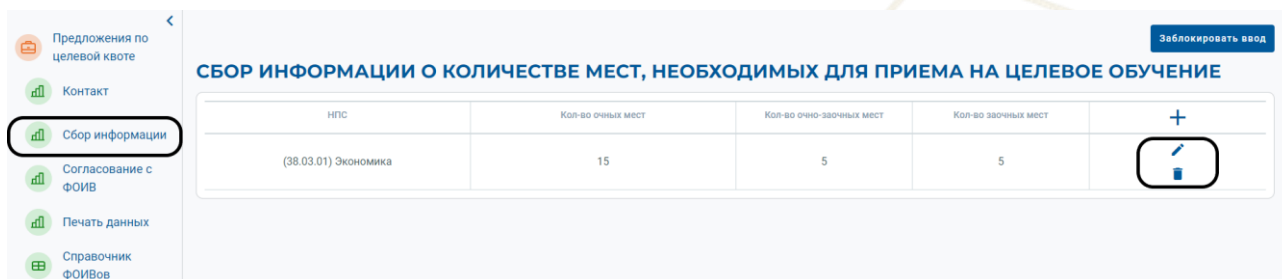 Предложения по
целевой квоте
Контакт
Сбор информации
Согласование с
ФОИВ
Печать данных
Справочник
ФОИВов
Заблокировать ввод
СБОР ИНФОРМАЦИИ О КОЛИЧЕСТВЕ МЕСТ, НЕОБХОДИМЫХ ДЛЯ ПРИЕМА НА ЦЕЛЕВОЕ ОБУЧЕНИЕ
НПС Кол-во очных мест Кол-во очно-заочных мест Кол-во заочных мест
(38.03.01) Экономика 15 5 5